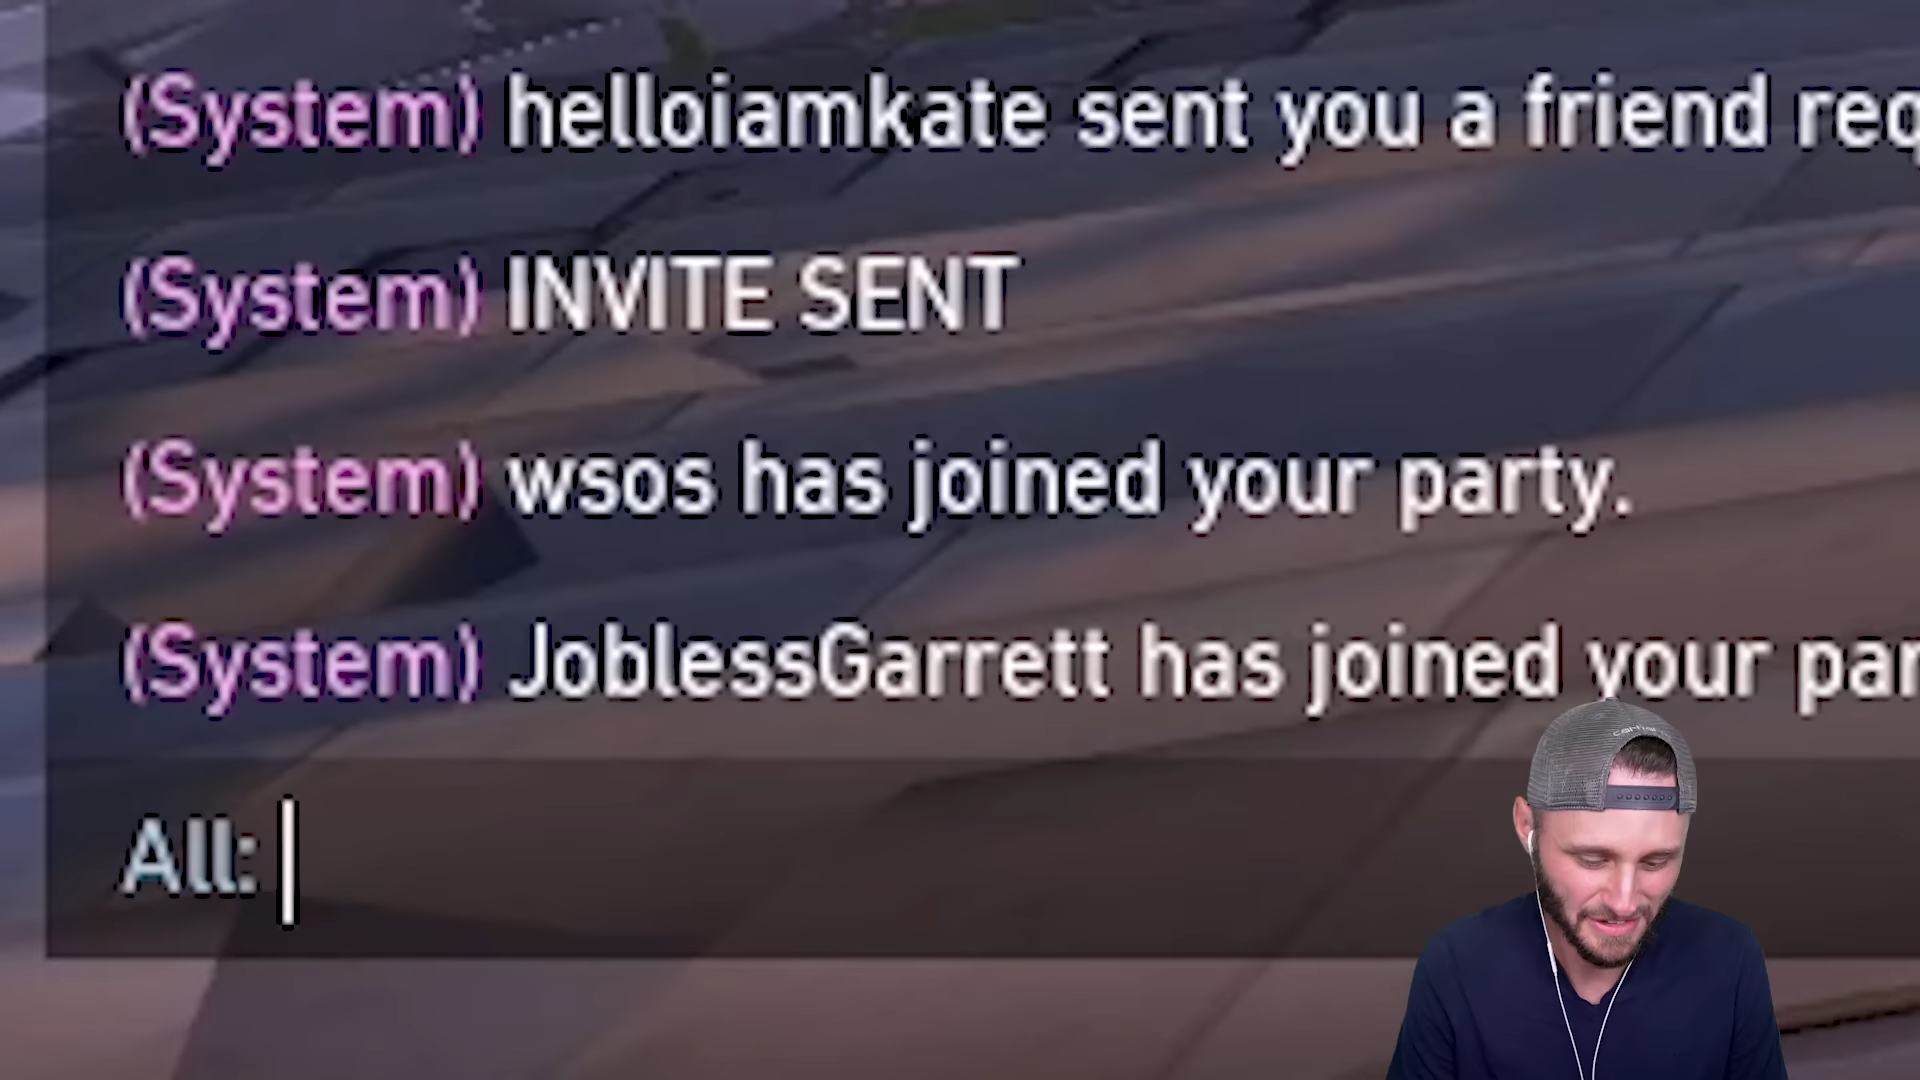 (System) helloiamkate sent you a friend req
(System) INVITE SENT
(System) wsos has joined your party.
(System) JoblessGarrett has joined your par
All: